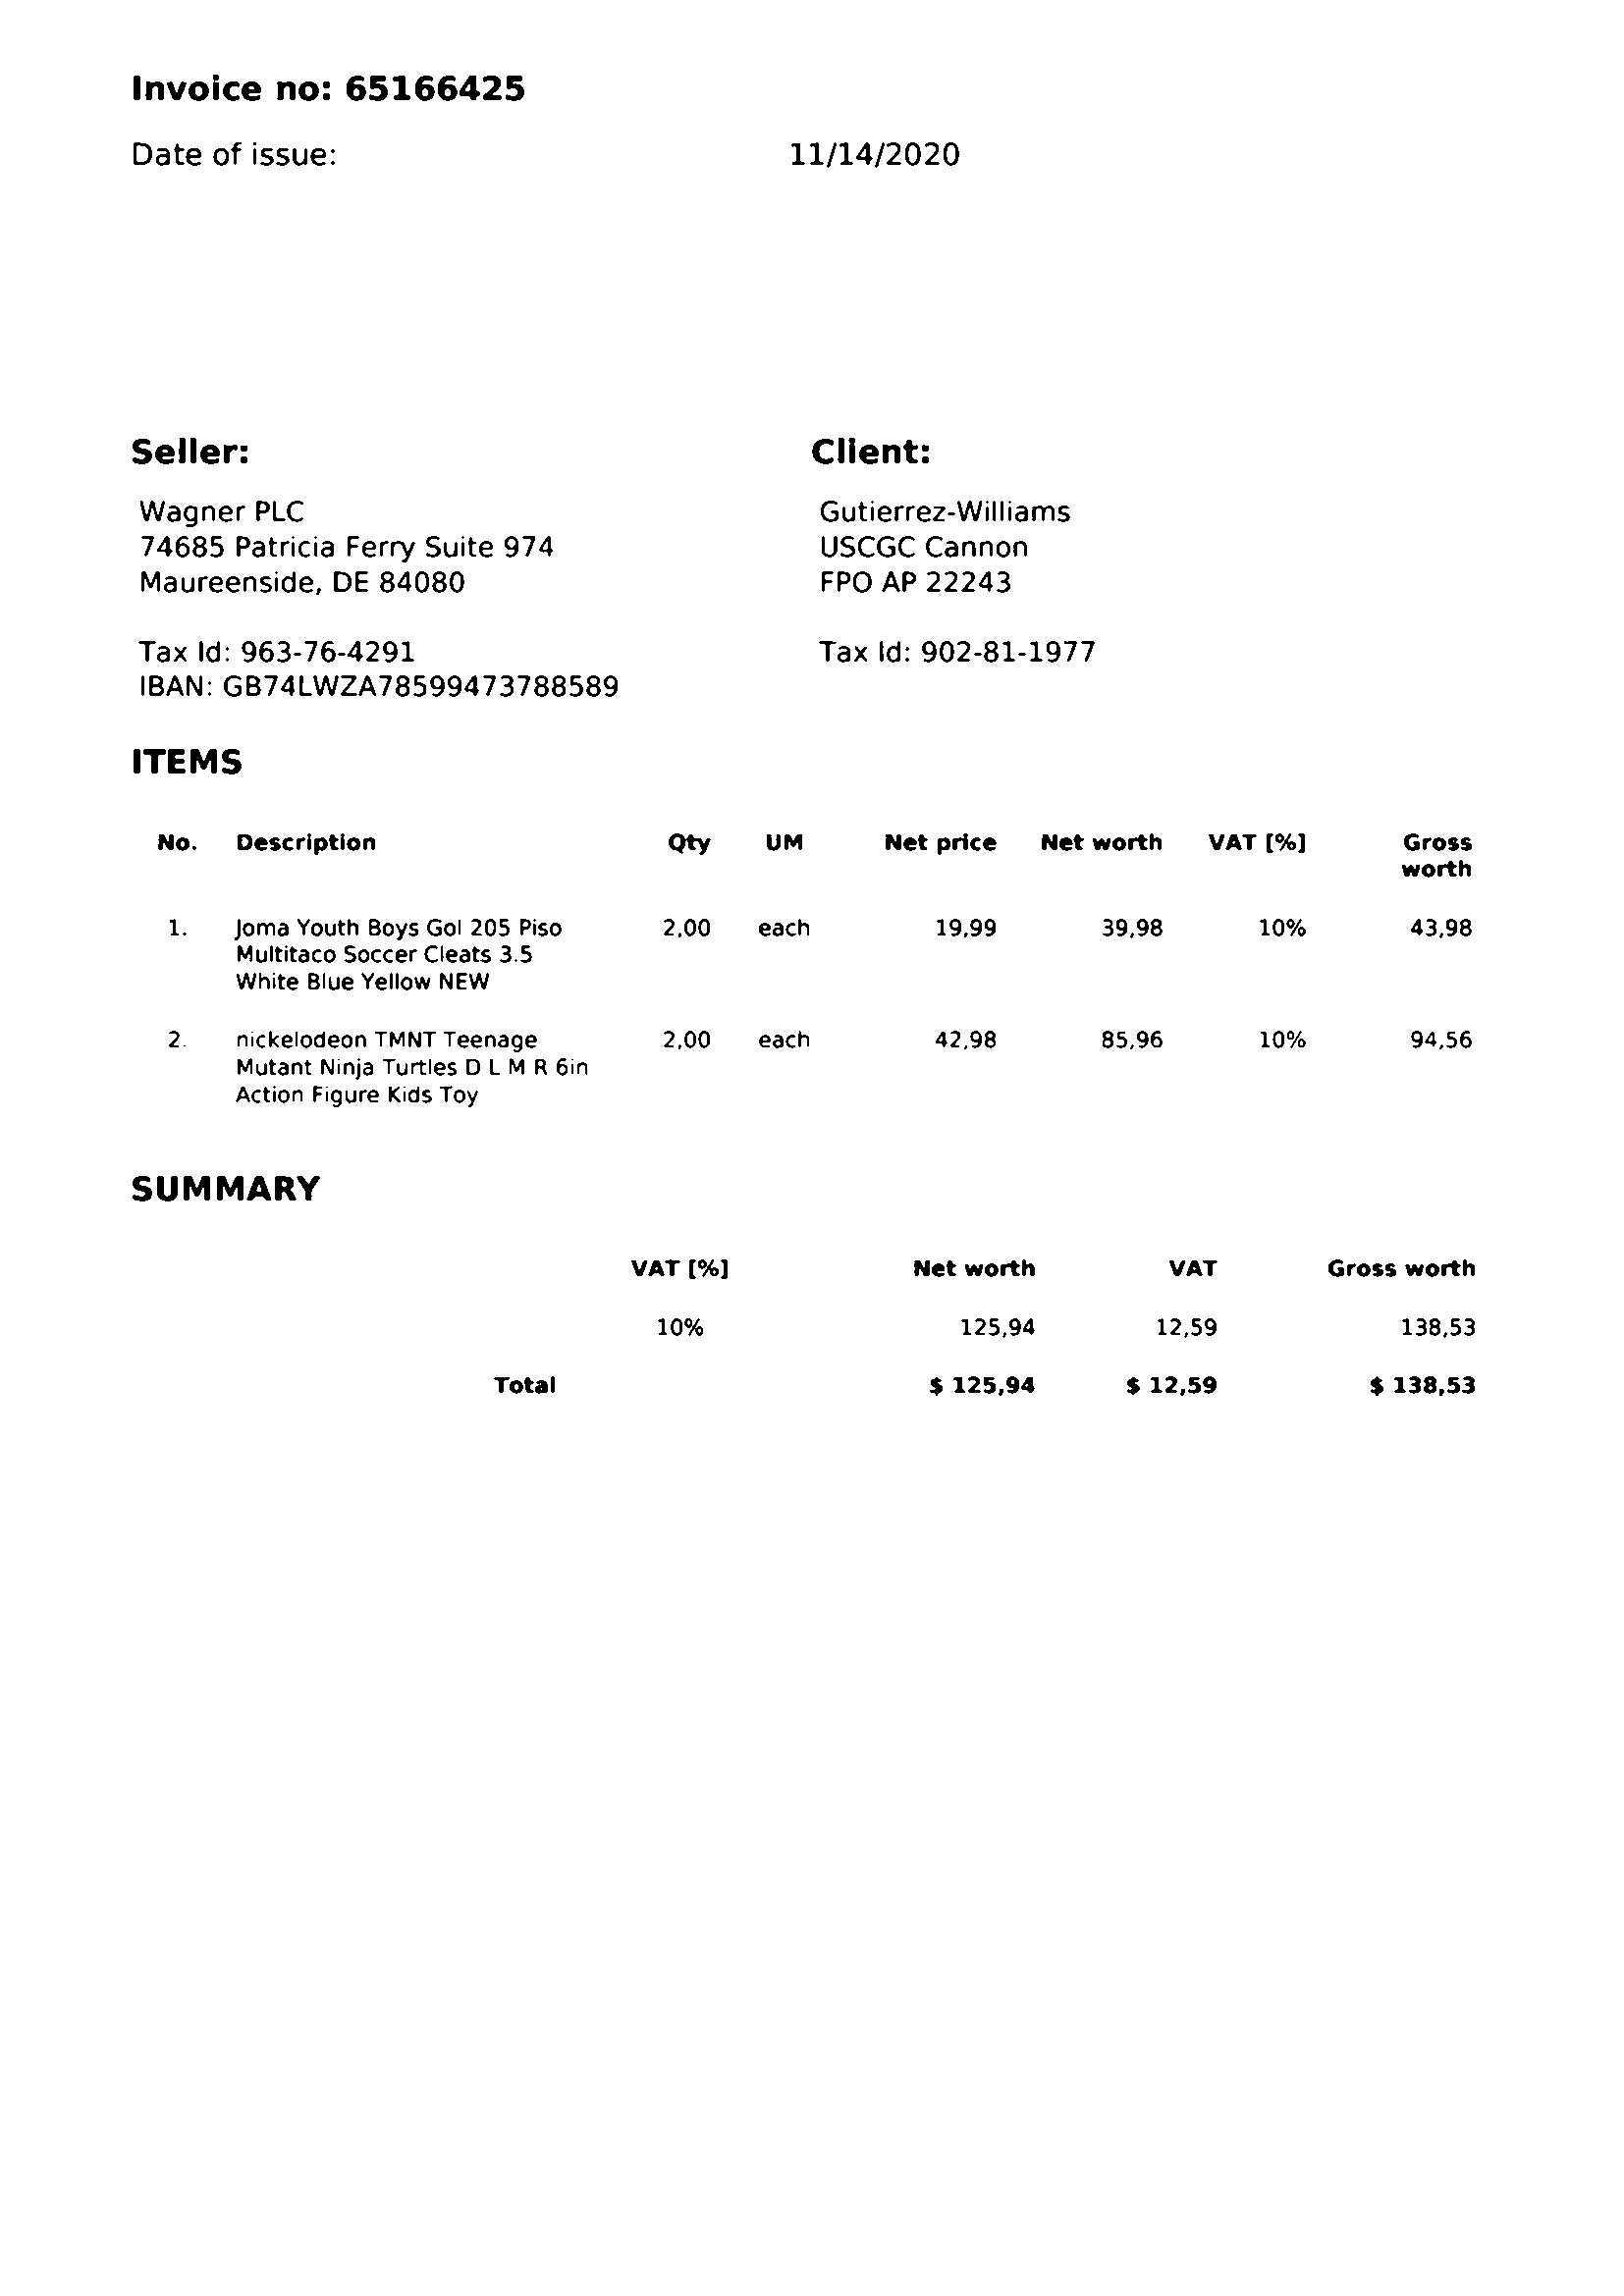 Invoice no: 65166425
Date of issue: 11/14/2020
Seller:
Wagner PLC
74685 Patricia Ferry Suite 974
Maureenside, DE 84080
Tax Id: 963-76-4291
IBAN: GB74LWZA78599473788589
Client:
Gutierrez-Williams
USCGC Cannon
FPO AP 22243
Tax Id: 902-81-1977
ITEMS
No. Description Qty UM Net price Net worth VAT [%] Gross
worth
1. Joma Youth Boys Gol 205 Piso 2,00 each 19,99 39,98 10% 43,98
Multitaco Soccer Cleats 3.5
White Blue Yellow NEW
2. nickelodeon TMNT Teenage 2,00 each 42,98 85,96 10% 94,56
Mutant Ninja Turtles D L M R 6in
Action Figure Kids Toy
SUMMARY
VAT [%] Net worth VAT Gross worth
10% 125,94 12,59 138,53
Total $ 125,94 $ 12,59 $ 138,53